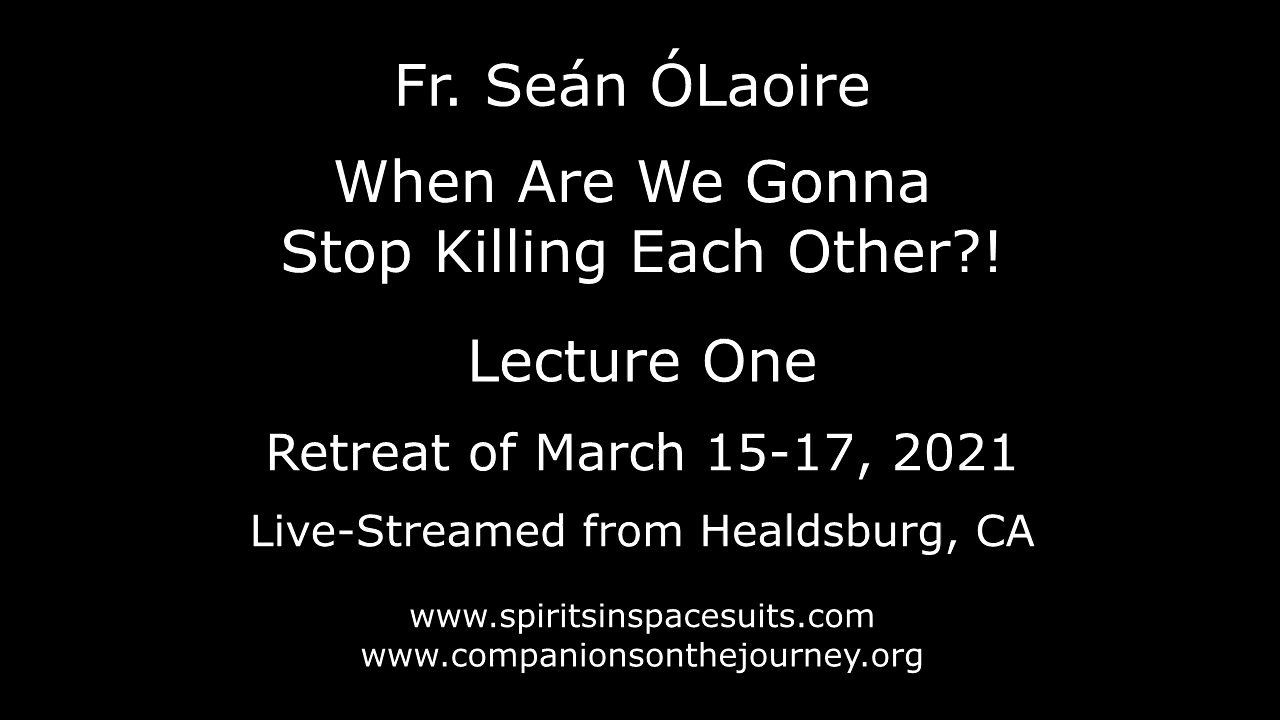 Fr. Seán ÓLaoire
When Are We Gonna
Stop Killing Each Other?!
Lecture One
Retreat of March 15-17, 2021
Live-Streamed from Healdsburg, CA
www.spiritsinspacesuits.com
www.companionsonthejourney.org